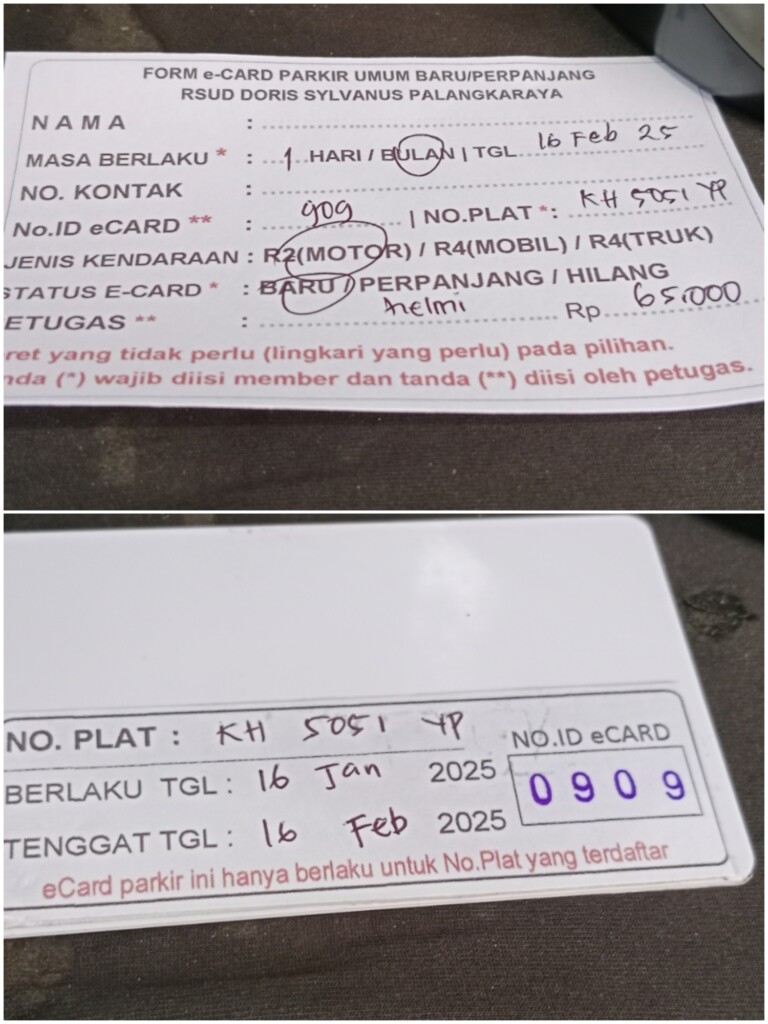 FORM e-CARD PARKIR UMUM BARU/PERPANJANG
RSUD DORIS SYLVANUS PALANGKARAYA
NAMA :
MASA BERLAKU * : 1 HARI / BULAN | TGL 16 Feb 25
NO. KONTAK :
No.ID eCARD ** : 909 | NO.PLAT *: KH 5051 YP
JENIS KENDARAAN : R2(MOTOR) / R4(MOBIL) / R4(TRUK)
STATUS E-CARD * : BARU / PERPANJANG / HILANG
ETUGAS ** : helmi Rp 65.000
ret yang tidak perlu (lingkari yang perlu) pada pilihan.
nda (*) wajib diisi member dan tanda (**) diisi oleh petugas.
NO. PLAT : KH 5051 YP
NO.ID eCARD
BERLAKU TGL : 16 Jan 2025
0909
TENGGAT TGL : 16 Feb 2025
eCard parkir ini hanya berlaku untuk No.Plat yang terdaftar